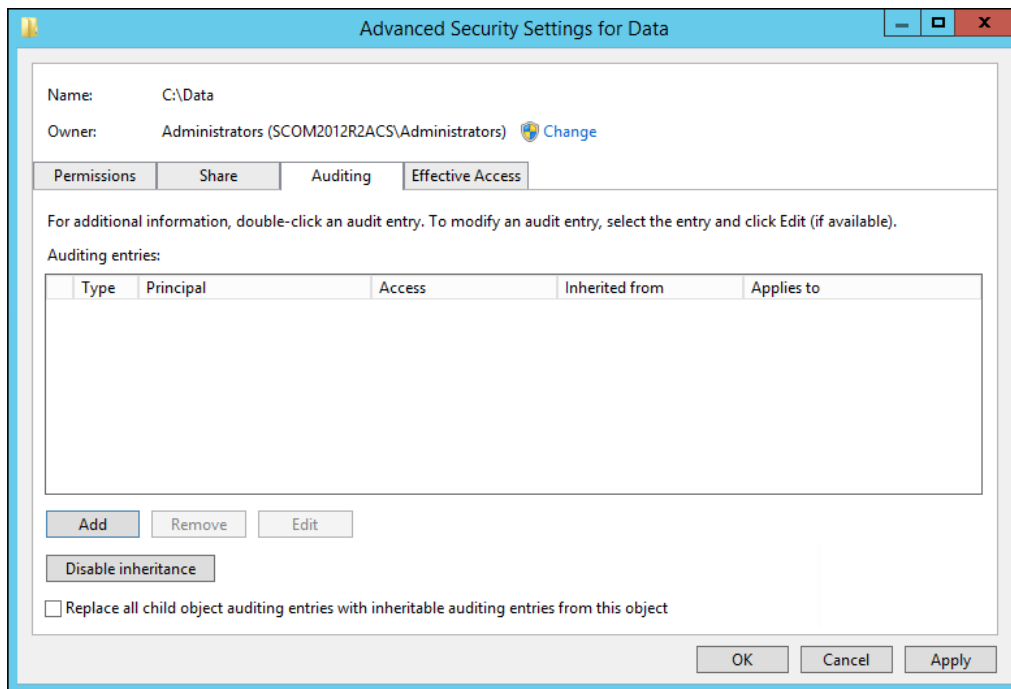 Advanced Security Settings for Data
Name: C:\Data
Owner: Administrators (SCOM2012R2ACS\Administrators) Change
Permissions Share Auditing Effective Access
For additional information, double-click an audit entry. To modify an audit entry, select the entry and click Edit (if available).
Auditing entries:
Type Principal Access Inherited from Applies to
Add Remove Edit
Disable inheritance
Replace all child object auditing entries with inheritable auditing entries from this object
OK Cancel Apply